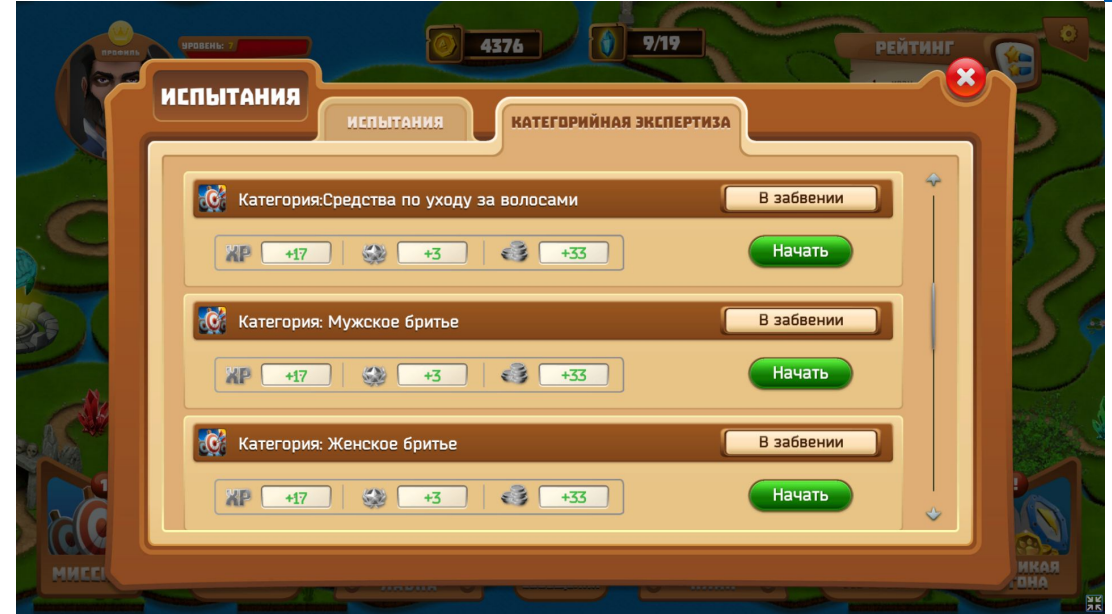 ПРОФИЛЬ
УРОВЕНЬ: 7
4376
9/19
РЕЙТИНГ
ИСПЫТАНИЯ
ИСПЫТАНИЯ
КАТЕГОРИЙНАЯ ЭКСПЕРТИЗА
Категория:Средства по уходу за волосами
В забвении
XP +17 +3 +33
Начать
Категория: Мужское бритье
В забвении
XP +17 +3 +33
Начать
Категория: Женское бритье
В забвении
XP +17 +3 +33
Начать